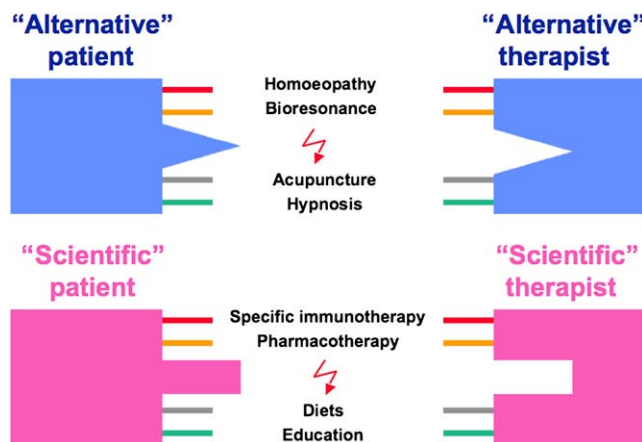 “Alternative”
patient
“Alternative”
therapist
Homoeopathy
Bioresonance
Acupuncture
Hypnosis
“Scientific”
patient
“Scientific”
therapist
Specific immunotherapy
Pharmacotherapy
Diets
Education